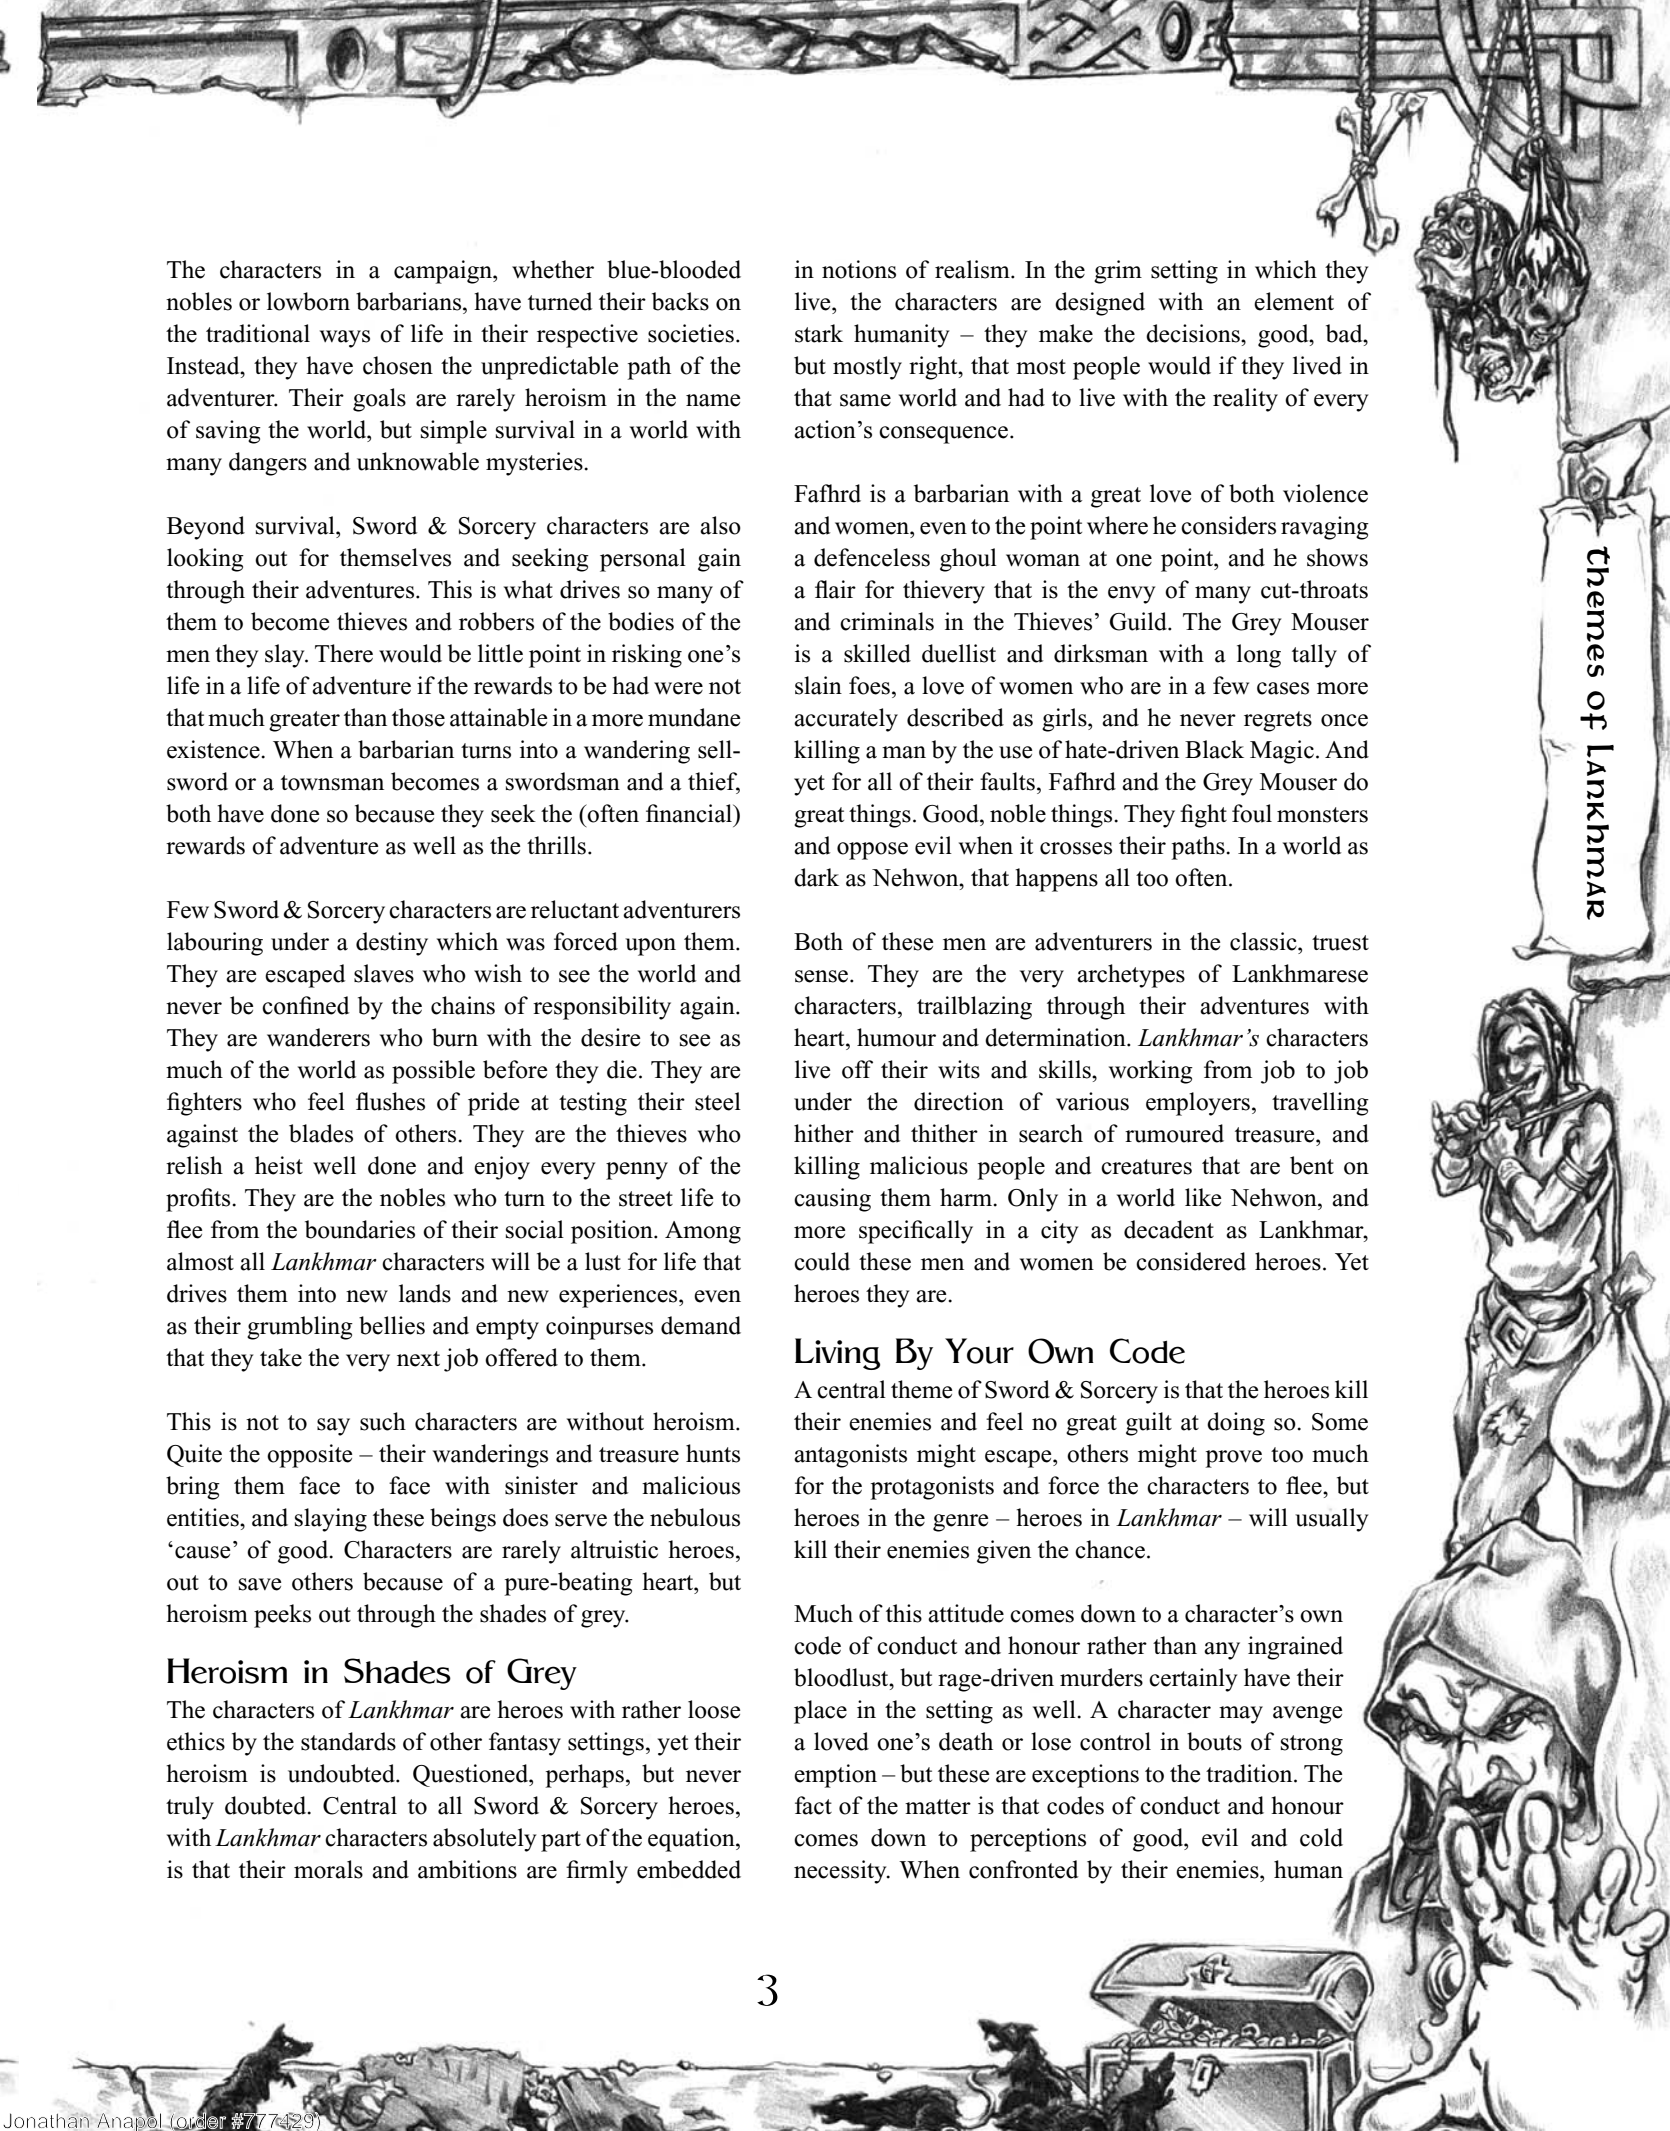 The characters in a campaign, whether blue-blooded
nobles or lowborn barbarians, have turned their backs on
the traditional ways of life in their respective societies.
Instead, they have chosen the unpredictable path of the
adventurer. Their goals are rarely heroism in the name
of saving the world, but simple survival in a world with
many dangers and unknowable mysteries.
Beyond survival, Sword & Sorcery characters are also
looking out for themselves and seeking personal gain
through their adventures. This is what drives so many of
them to become thieves and robbers of the bodies of the
men they slay. There would be little point in risking one's
life in a life of adventure if the rewards to be had were not
that much greater than those attainable in a more mundane
existence. When a barbarian turns into a wandering sell-
sword or a townsman becomes a swordsman and a thief,
both have done so because they seek the (often financial)
rewards of adventure as well as the thrills.
Few Sword & Sorcery characters are reluctant adventurers
labouring under a destiny which was forced upon them.
They are escaped slaves who wish to see the world and
never be confined by the chains of responsibility again.
They are wanderers who burn with the desire to see as
much of the world as possible before they die. They are
fighters who feel flushes of pride at testing their steel
against the blades of others. They are the thieves who
relish a heist well done and enjoy every penny of the
profits. They are the nobles who turn to the street life to
flee from the boundaries of their social position. Among
almost all Lankhmar characters will be a lust for life that
drives them into new lands and new experiences, even
as their grumbling bellies and empty coinpurses demand
that they take the very next job offered to them.
This is not to say such characters are without heroism.
Quite the opposite – their wanderings and treasure hunts
bring them face to face with sinister and malicious
entities, and slaying these beings does serve the nebulous
‘cause’ of good. Characters are rarely altruistic heroes,
out to save others because of a pure-beating heart, but
heroism peeks out through the shades of grey.
Heroism in Shades of Grey
The characters of Lankhmar are heroes with rather loose
ethics by the standards of other fantasy settings, yet their
heroism is undoubted. Questioned, perhaps, but never
truly doubted. Central to all Sword & Sorcery heroes,
with Lankhmar characters absolutely part of the equation,
is that their morals and ambitions are firmly embedded
in notions of realism. In the grim setting in which they
live, the characters are designed with an element of
stark humanity – they make the decisions, good, bad,
but mostly right, that most people would if they lived in
that same world and had to live with the reality of every
action’s consequence.
Fafhrd is a barbarian with a great love of both violence
and women, even to the point where he considers ravaging
a defenceless ghoul woman at one point, and he shows
a flair for thievery that is the envy of many cut-throats
and criminals in the Thieves’ Guild. The Grey Mouser
is a skilled duellist and dirksman with a long tally of
slain foes, a love of women who are in a few cases more
accurately described as girls, and he never regrets once
killing a man by the use of hate-driven Black Magic. And
yet for all of their faults, Fafhrd and the Grey Mouser do
great things. Good, noble things. They fight foul monsters
and oppose evil when it crosses their paths. In a world as
dark as Nehwon, that happens all too often.
Both of these men are adventurers in the classic, truest
sense. They are the very archetypes of Lankhmarese
characters, trailblazing through their adventures with
heart, humour and determination. Lankhmar’s characters
live off their wits and skills, working from job to job
under the direction of various employers, travelling
hither and thither in search of rumoured treasure, and
killing malicious people and creatures that are bent on
causing them harm. Only in a world like Nehwon, and
more specifically in a city as decadent as Lankhmar,
could these men and women be considered heroes. Yet
heroes they are.
Living By Your Own Code
A central theme of Sword & Sorcery is that the heroes kill
their enemies and feel no great guilt at doing so. Some
antagonists might escape, others might prove too much
for the protagonists and force the characters to flee, but
heroes in the genre – heroes in Lankhmar – will usually
kill their enemies given the chance.
Much of this attitude comes down to a character’s own
code of conduct and honour rather than any ingrained
bloodlust, but rage-driven murders certainly have their
place in the setting as well. A character may avenge
a loved one’s death or lose control in bouts of strong
emption – but these are exceptions to the tradition. The
fact of the matter is that codes of conduct and honour
comes down to perceptions of good, evil and cold
necessity. When confronted by their enemies, human
Themes of Lankhmar
3
Jonathan Anapol (order #777429)